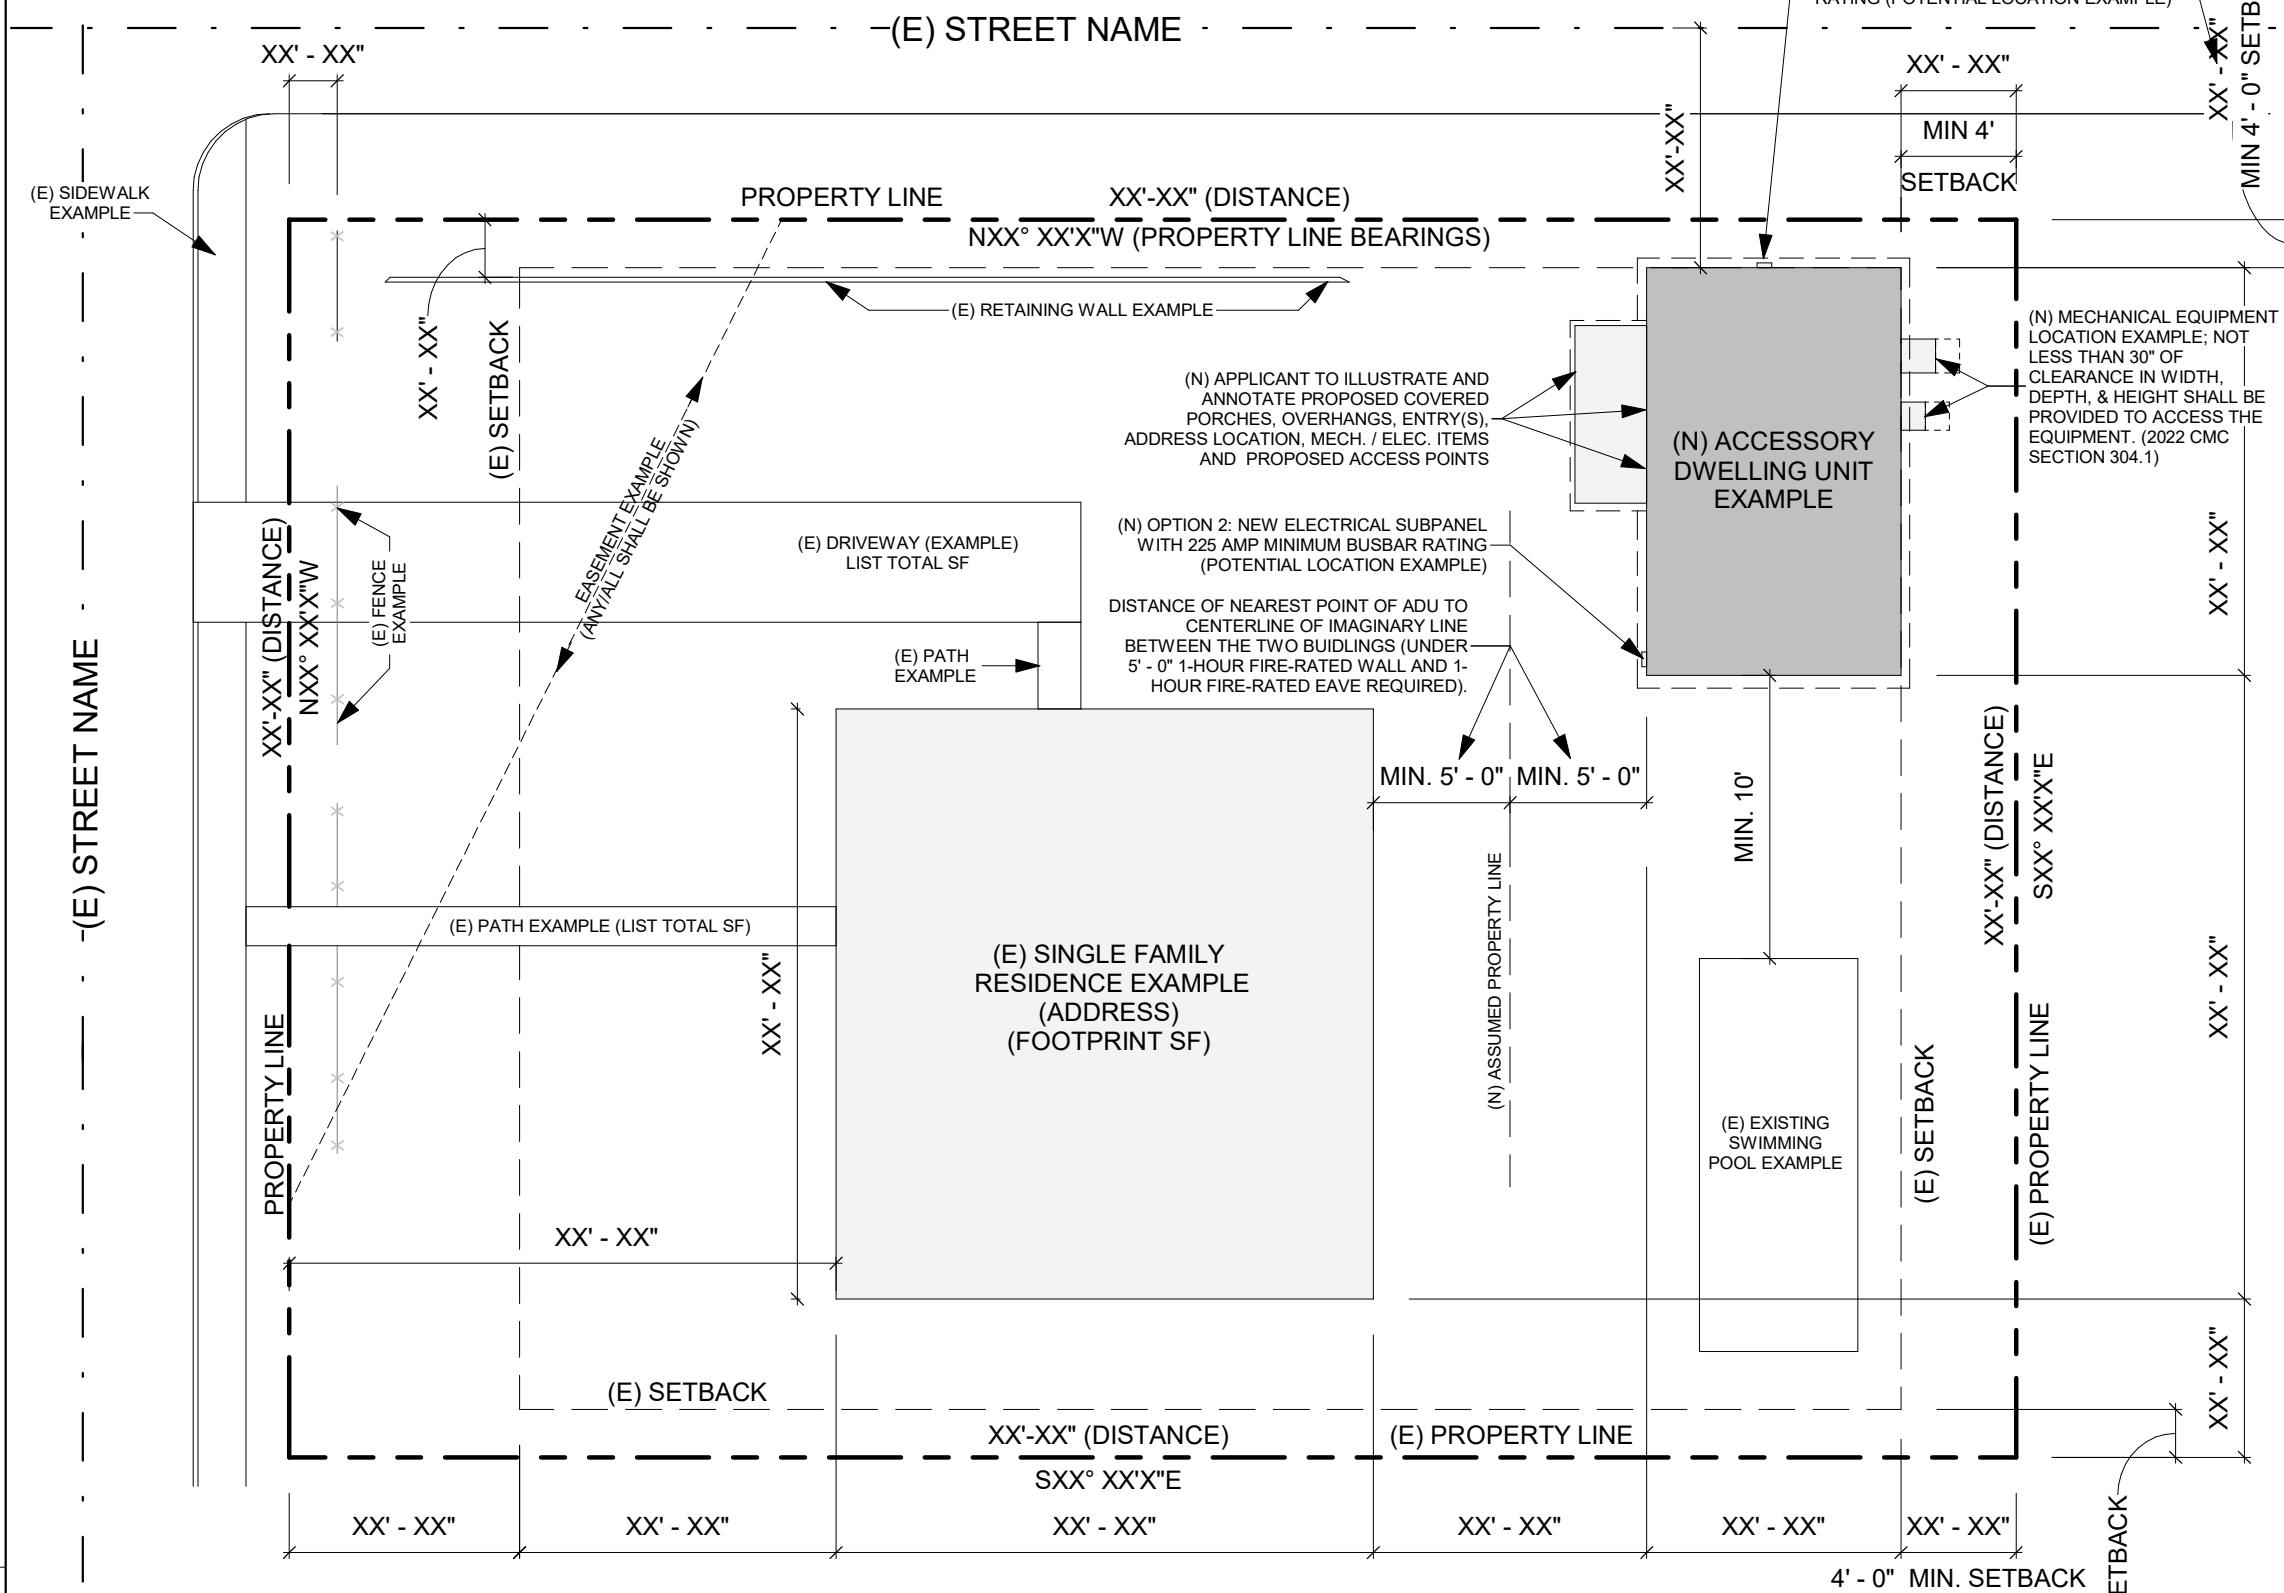 RATING (POTENTIAL LOCATION EXAMPLE)
(E) STREET NAME
XX' - XX"
XX' - XX"
XX' - XX"
MIN 4' - 0" SETB
XX'-XX"
MIN 4'
SETBACK
(E) SIDEWALK
EXAMPLE
PROPERTY LINE
XX'-XX" (DISTANCE)
NXX° XX'X"W (PROPERTY LINE BEARINGS)
(E) RETAINING WALL EXAMPLE
XX' - XX"
(E) SETBACK
(N) MECHANICAL EQUIPMENT
LOCATION EXAMPLE; NOT
LESS THAN 30" OF
CLEARANCE IN WIDTH,
DEPTH, & HEIGHT SHALL BE
PROVIDED TO ACCESS THE
EQUIPMENT. (2022 CMC
SECTION 304.1)
(N) APPLICANT TO ILLUSTRATE AND
ANNOTATE PROPOSED COVERED
PORCHES, OVERHANGS, ENTRY(S),
ADDRESS LOCATION, MECH. / ELEC. ITEMS
AND PROPOSED ACCESS POINTS
(N) ACCESSORY
DWELLING UNIT
EXAMPLE
EASEMENT EXAMPLE
(ANY/ALL SHALL BE SHOWN)
XX'-XX" (DISTANCE)
NXX° XX'X"W
(E) FENCE
EXAMPLE
(E) DRIVEWAY (EXAMPLE)
LIST TOTAL SF
(N) OPTION 2: NEW ELECTRICAL SUBPANEL
WITH 225 AMP MINIMUM BUSBAR RATING
(POTENTIAL LOCATION EXAMPLE)
XX' - XX"
DISTANCE OF NEAREST POINT OF ADU TO
CENTERLINE OF IMAGINARY LINE
BETWEEN THE TWO BUIDLINGS (UNDER
5' - 0" 1-HOUR FIRE-RATED WALL AND 1-
HOUR FIRE-RATED EAVE REQUIRED).
(E) PATH
EXAMPLE
(E) STREET NAME
MIN. 5' - 0"
MIN. 5' - 0"
MIN. 10'
XX'-XX" (DISTANCE)
SXX° XX'X"E
(E) PATH EXAMPLE (LIST TOTAL SF)
XX' - XX"
(E) SINGLE FAMILY
RESIDENCE EXAMPLE
(ADDRESS)
(FOOTPRINT SF)
(N) ASSUMED PROPERTY LINE
XX' - XX"
PROPERTY LINE
(E) EXISTING
SWIMMING
POOL EXAMPLE
(E) SETBACK
(E) PROPERTY LINE
XX' - XX"
XX' - XX"
(E) SETBACK
XX'-XX" (DISTANCE)
(E) PROPERTY LINE
SXX° XX'X"E
XX' - XX"
XX' - XX"
XX' - XX"
XX' - XX"
XX' - XX"
XX' - XX"
4' - 0" MIN. SETBACK
ETBACK